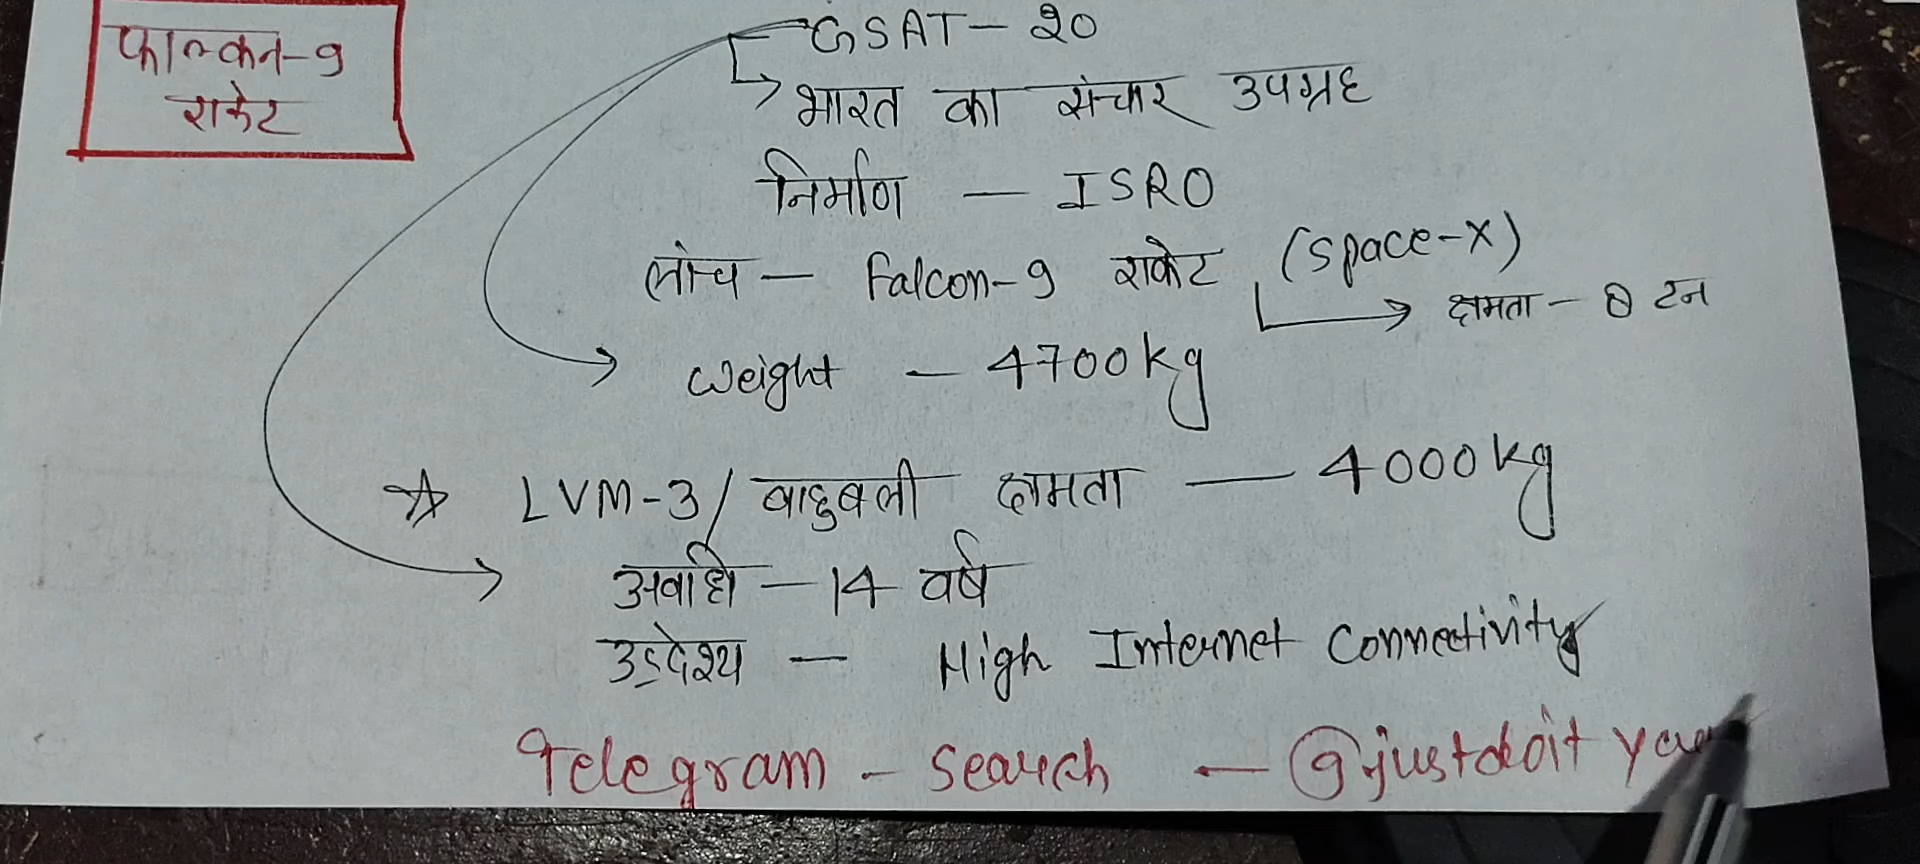 फाल्कन-9
राकेट
GSAT - 20
भारत का संचार उपग्रह
निर्माण - ISRO
लोंच - Falcon-9 राकेट (Space-X)
क्षमता - 8 टन
Weight - 4700kg
☆ LVM-3/बाहुबली क्षमता - 4000kg
अवधि - 14 वर्ष
उद्देश्य - High Internet Connectivity
Telegram - Search - @justdoit